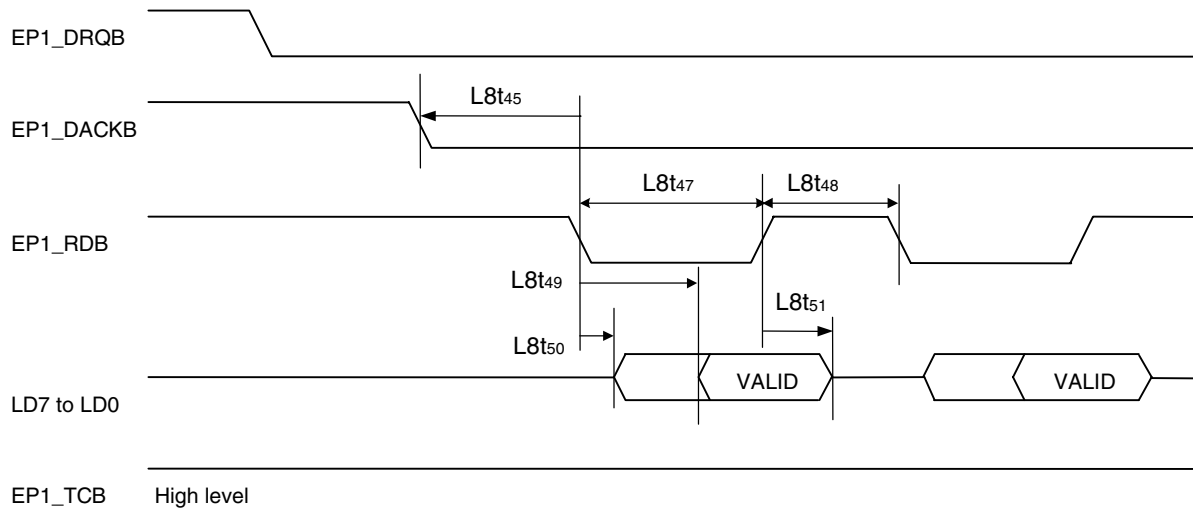 EP1_DRQB
L8t45
EP1_DACKB
L8t47 L8t48
EP1_RDB
L8t49
L8t51
L8t50
VALID VALID
LD7 to LD0
EP1_TCB High level